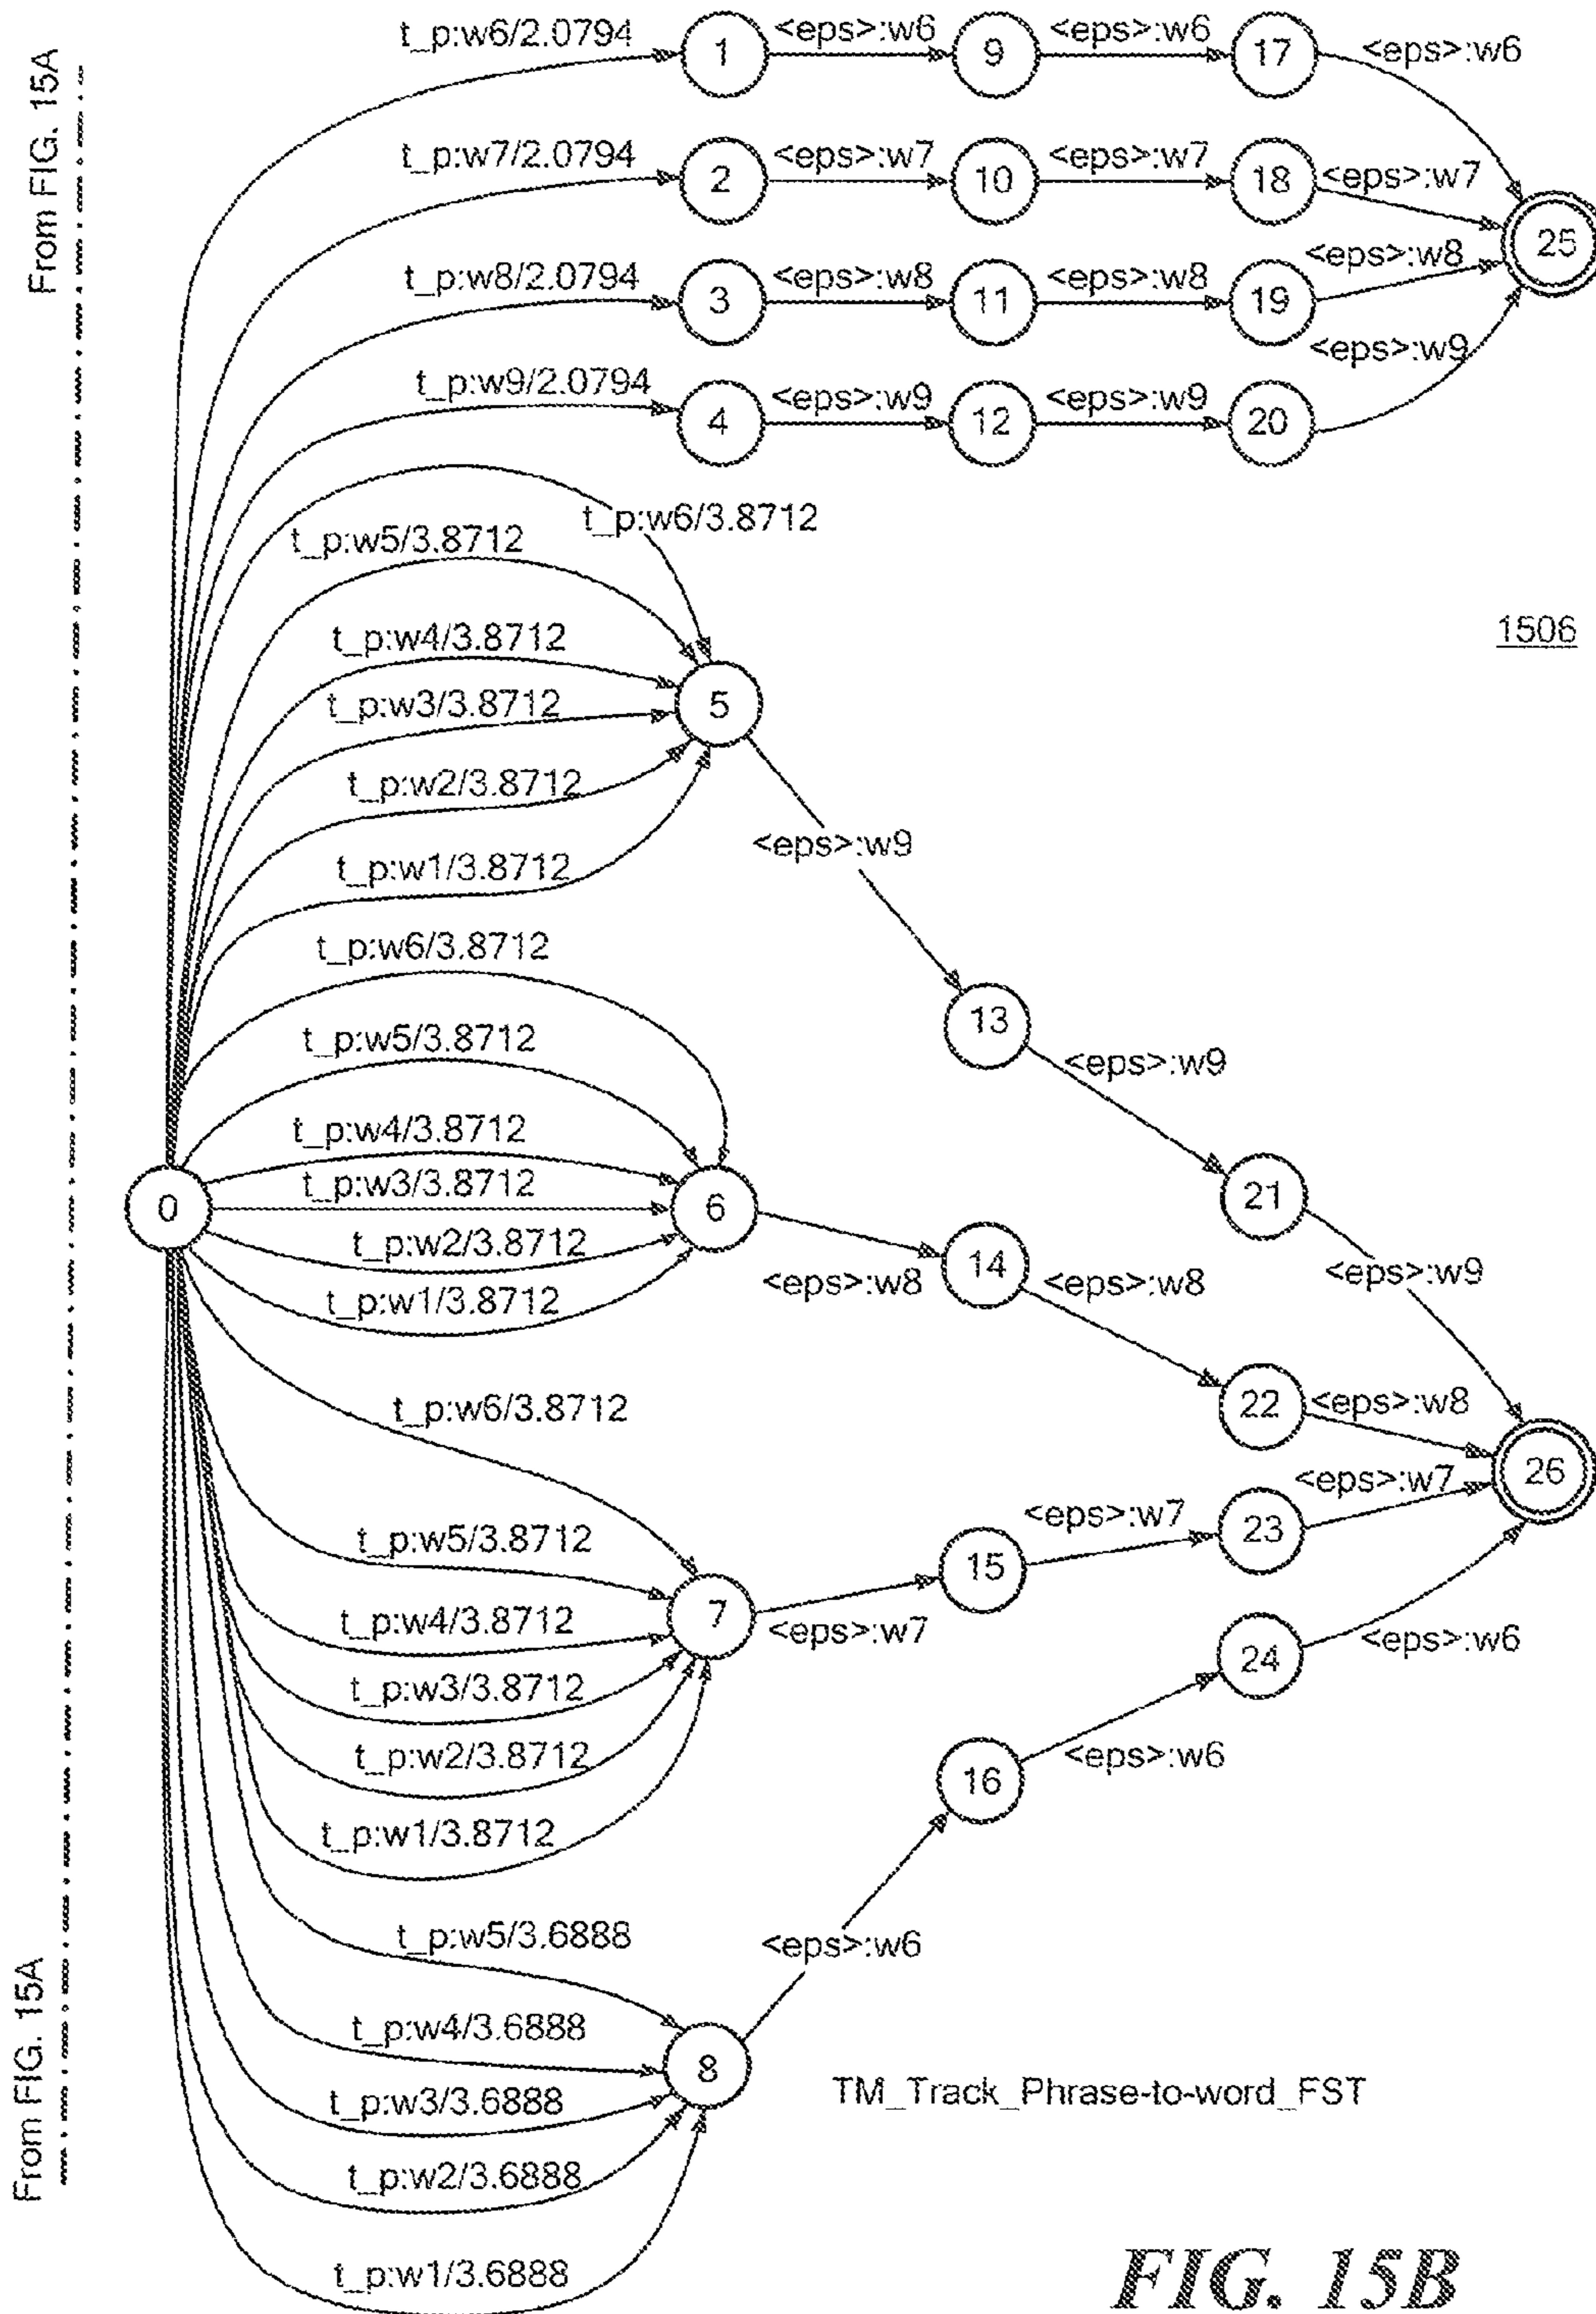 From FIG. 15A
t_p:w6/2.0794
1
<eps>:w6
9
<eps>:w6
17
<eps>:w6
t_p:w7/2.0794
2
<eps>:w7
10
<eps>:w7
18
<eps>:w7
25
t_p:w8/2.0794
3
<eps>:w8
11
<eps>:w8
19
<eps>:w8
<eps>:w9
t_p:w9/2.0794
4
<eps>:w9
12
<eps>:w9
20
t_p:w6/3.8712
t_p:w5/3.8712
1506
t_p:w4/3.8712
t_p:w3/3.8712
5
t_p:w2/3.8712
<eps>:w9
t_p:w1/3.8712
t_p:w6/3.8712
13
t_p:w5/3.8712
<eps>:w9
t_p:w4/3.8712
t_p:w3/3.8712
21
0
6
t_p:w2/3.8712
14
<eps>:w8
<eps>:w8
<eps>:w9
t_p:w1/3.8712
t_p:w6/3.8712
22
<eps>:w8
26
<eps>:w7
t_p:w5/3.8712
<eps>:w7
23
15
t_p:w4/3.8712
7
<eps>:w7
<eps>:w6
24
t_p:w3/3.8712
t_p:w2/3.8712
<eps>:w6
16
t_p:w1/3.8712
t_p:w5/3.6888
<eps>:w6
t_p:w4/3.6888
8
TM_Track_Phrase-to-word_FST
t_p:w3/3.6888
t_p:w2/3.6888
t_p:w1/3.6888
From FIG. 15A
FIG. 15B